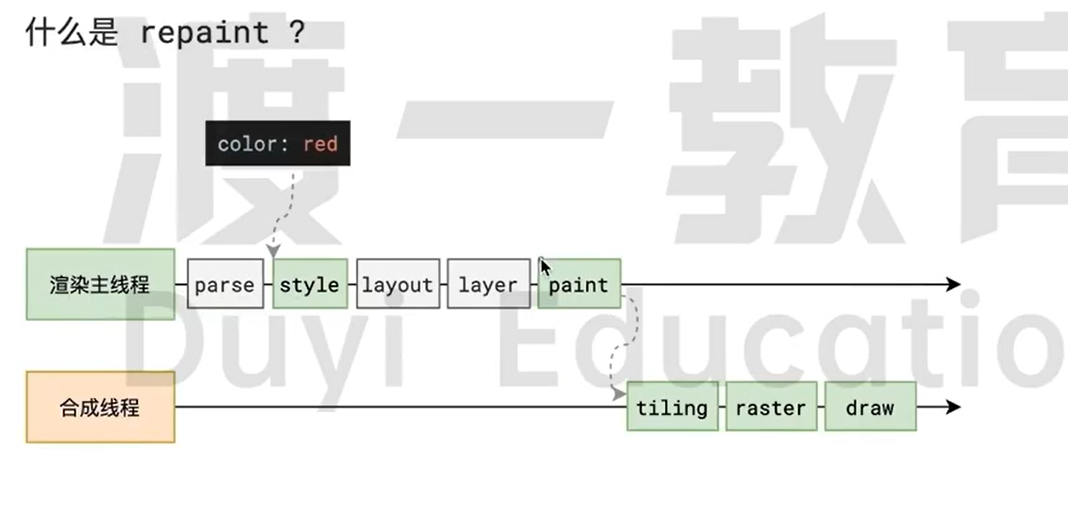 什么是 repaint ?
渡一教育
color: red
渲染主线程 parse style layout layer paint
Duyi Educatio
合成线程 tiling raster draw